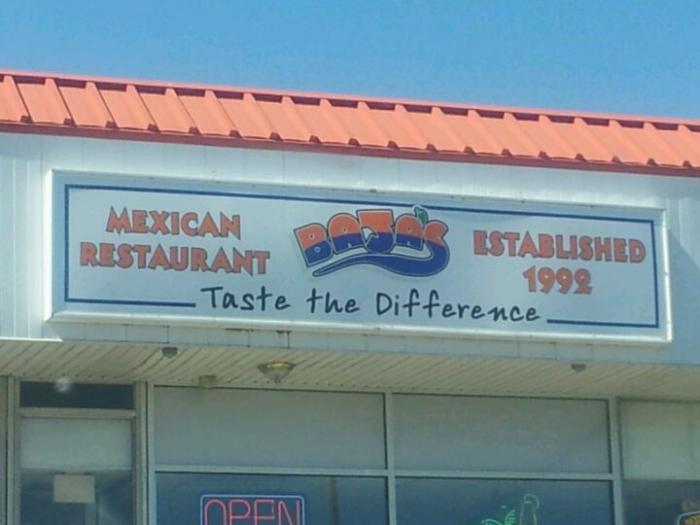 MEXICAN
RESTAURANT
BAJA'S
ESTABLISHED
1992
Taste the Difference
OPEN